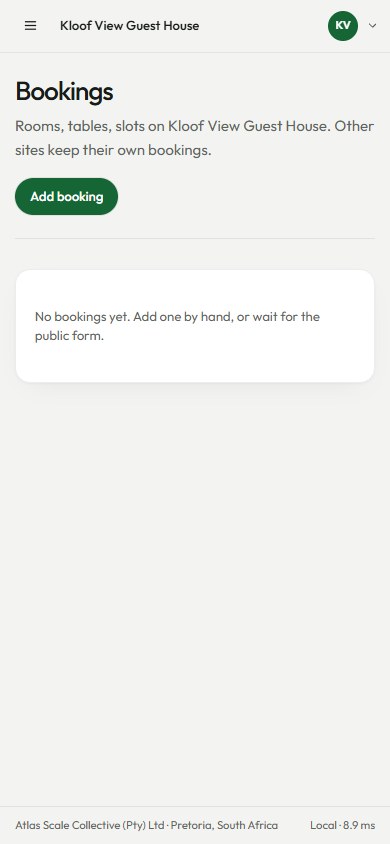 Kloof View Guest House
KV
Bookings
Rooms, tables, slots on Kloof View Guest House. Other
sites keep their own bookings.
Add booking
No bookings yet. Add one by hand, or wait for the
public form.
Atlas Scale Collective (Pty) Ltd · Pretoria, South Africa
Local · 8.9 ms